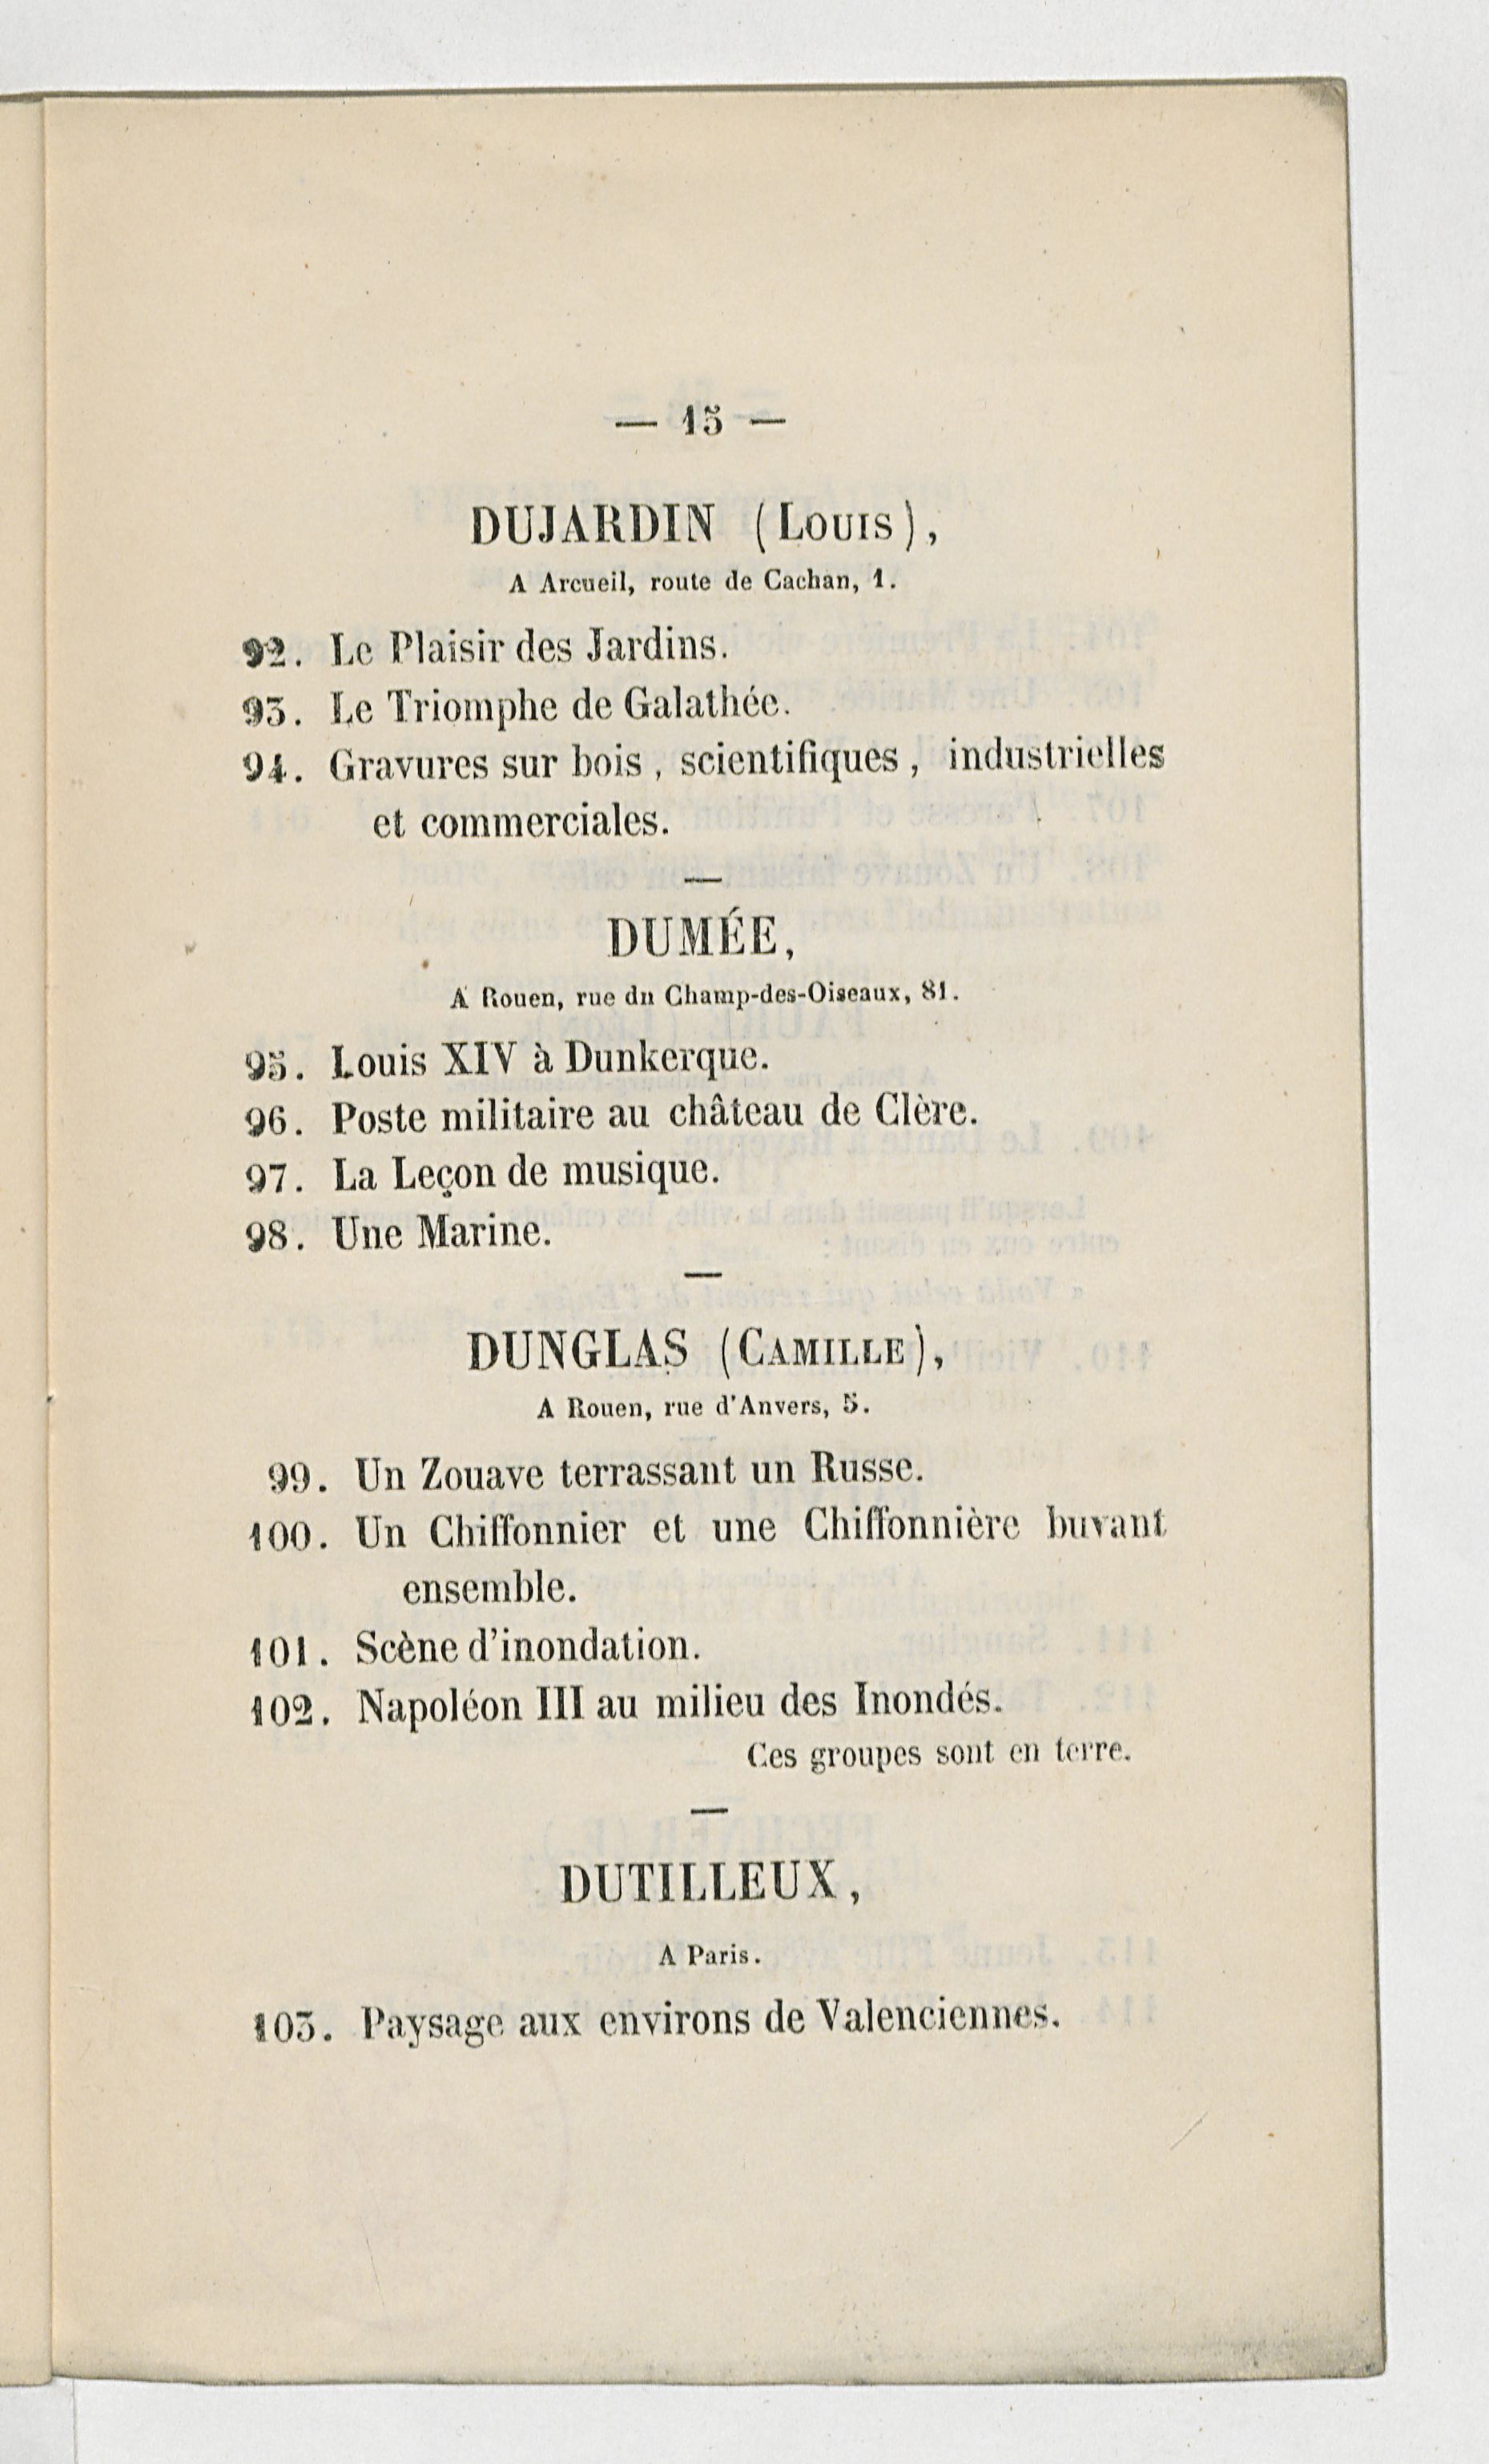 — 15 —
DUJARDIN (Louis),
A Arcueil, route de Cachan, 1.
92. Le Plaisir des Jardins.
93. Le Triomphe de Galathée.
94. Gravures sur bois, scientifiques, industrielles
et commerciales.
—
DUMÉE,
A Rouen, rue du Champ-des-Oiseaux, 81.
95. Louis XIV à Dunkerque.
96. Poste militaire au château de Clère.
97. La Leçon de musique.
98. Une Marine.
—
DUNGLAS (Camille),
A Rouen, rue d'Anvers, 5.
99. Un Zouave terrassant un Russe.
100. Un Chiffonnier et une Chiffonnière buvant
ensemble.
101. Scène d'inondation.
102. Napoléon III au milieu des Inondés.
Ces groupes sont en terre.
—
DUTILLEUX,
A Paris.
103. Paysage aux environs de Valenciennes.